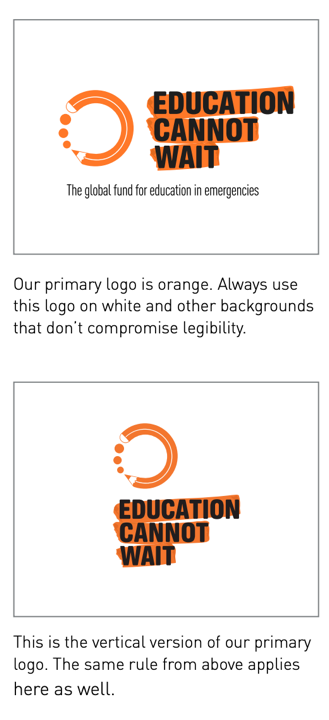 EDUCATION
CANNOT
WAIT
The global fund for education in emergencies
Our primary logo is orange. Always use
this logo on white and other backgrounds
that don't compromise legibility.
EDUCATION
CANNOT
WAIT
This is the vertical version of our primary
logo. The same rule from above applies
here as well.